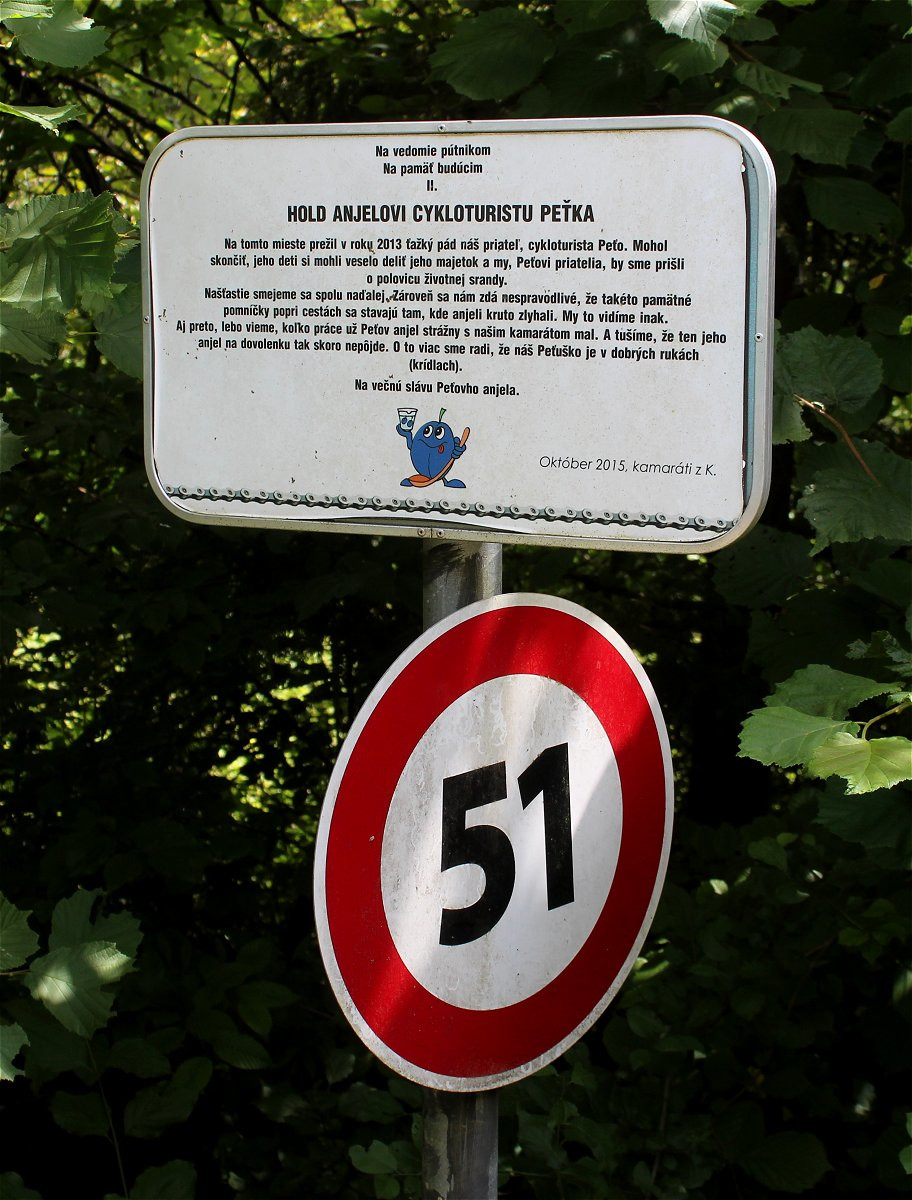 Na vedomie pútnikom
Na pamäť budúcim
II.
HOLD ANJELOVI CYKLOTURISTU PEŤKA
Na tomto mieste prežil v roku 2013 ťažký pád náš priateľ, cykloturista Peťo. Mohol
skončiť, jeho deti si mohli veselo deliť jeho majetok a my, Peťovi priatelia, by sme prišli
o polovicu životnej srandy.
Našťastie smejeme sa spolu naďalej. Zároveň sa nám zdá nespravodlivé, že takéto pamätné
pomníčky popri cestách sa stavajú tam, kde anjeli kruto zlyhali. My to vidíme inak.
Aj preto, lebo vieme, koľko práce už Peťov anjel strážny s našim kamarátom mal. A tušíme, že ten jeho
anjel na dovolenku tak skoro nepôjde. O to viac sme radi, že náš Peťuško je v dobrých rukách
(krídlach).
Na večnú slávu Peťovho anjela.
Október 2015, kamaráti z K.
51